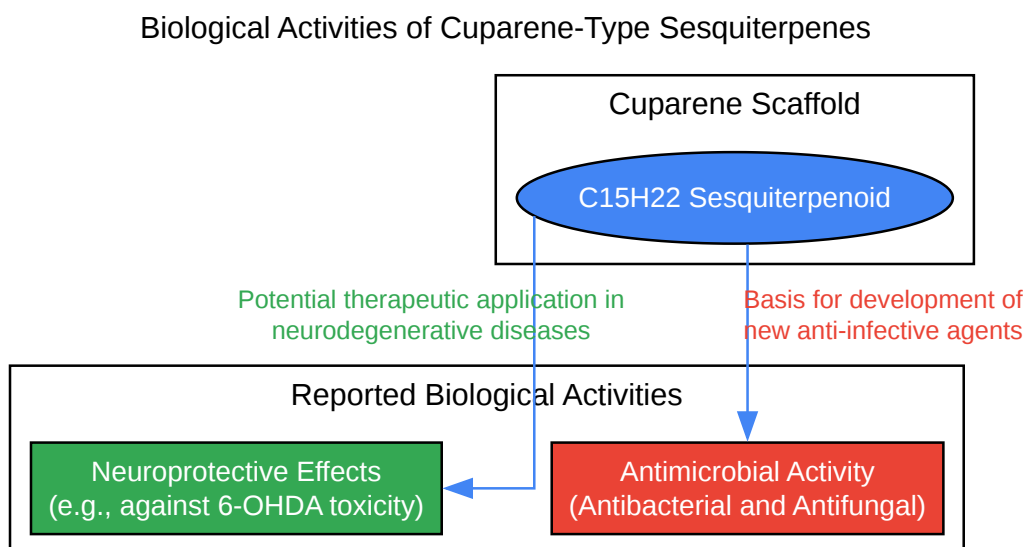 Biological Activities of Cuparene-Type Sesquiterpenes
Cuparene Scaffold
C15H22 Sesquiterpenoid
Potential therapeutic application in
neurodegenerative diseases
Basis for development of
new anti-infective agents
Reported Biological Activities
Neuroprotective Effects
(e.g., against 6-OHDA toxicity)
Antimicrobial Activity
(Antibacterial and Antifungal)